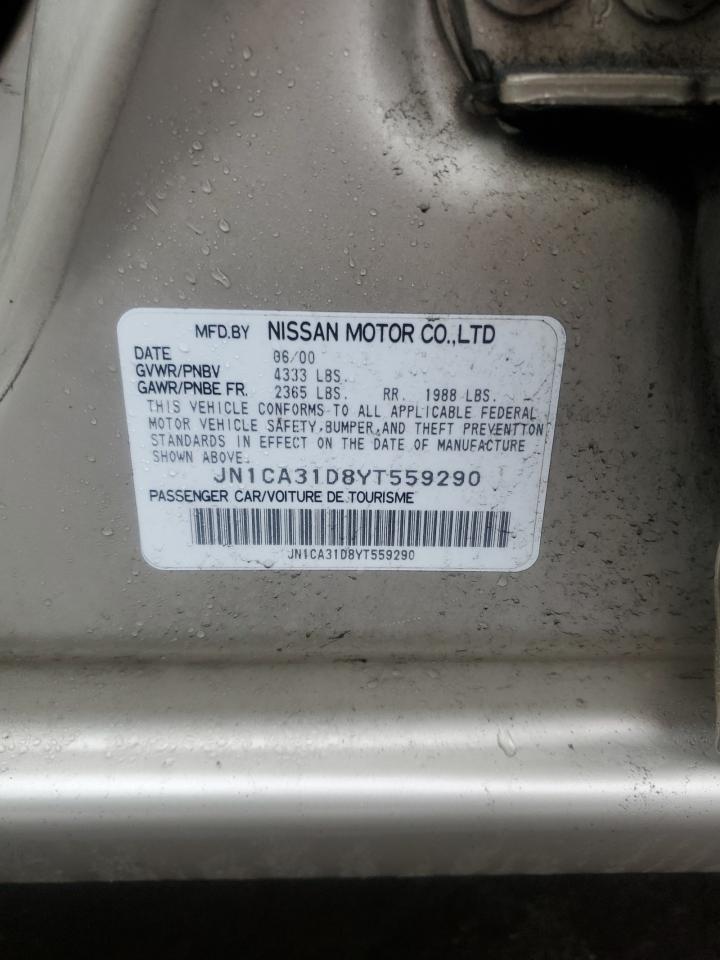 MFD.BY NISSAN MOTOR CO.,LTD
DATE 06/00
GVWR/PNBV 4333 LBS.
GAWR/PNBE FR. 2365 LBS. RR. 1988 LBS.
THIS VEHICLE CONFORMS TO ALL APPLICABLE FEDERAL
MOTOR VEHICLE SAFETY, BUMPER, AND THEFT PREVENTION
STANDARDS IN EFFECT ON THE DATE OF MANUFACTURE
SHOWN ABOVE.
JN1CA31D8YT559290
PASSENGER CAR/VOITURE DE TOURISME
JN1CA31D8YT559290